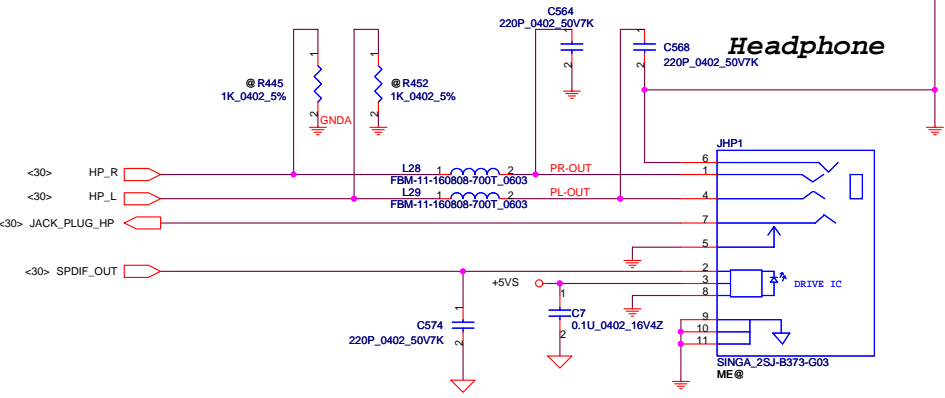 C564
220P_0402_50V7K
1
2
1
2
C568
220P_0402_50V7K
Headphone
@ R445
1K_0402_5%
1
2
@ R452
1K_0402_5%
1
2
GNDA
JHP1
<30> HP_R
L28 1 2 PR-OUT
FBM-11-160808-700T_0603
6
1
<30> HP_L
L29 1 2 PL-OUT
FBM-11-160808-700T_0603
4
<30> JACK_PLUG_HP
7
5
<30> SPDIF_OUT
2
+5VS
3
DRIVE IC
8
1
C574
220P_0402_50V7K
2
1
C7
0.1U_0402_16V4Z
2
9
10
11
SINGA_2SJ-B373-G03
ME@